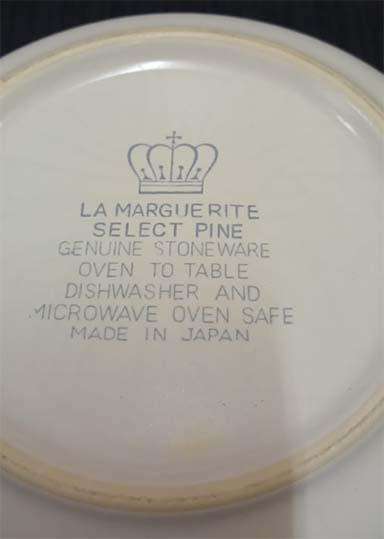 LA MARGUERITE
SELECT PINE
GENUINE STONEWARE
OVEN TO TABLE
DISHWASHER AND
MICROWAVE OVEN SAFE
MADE IN JAPAN